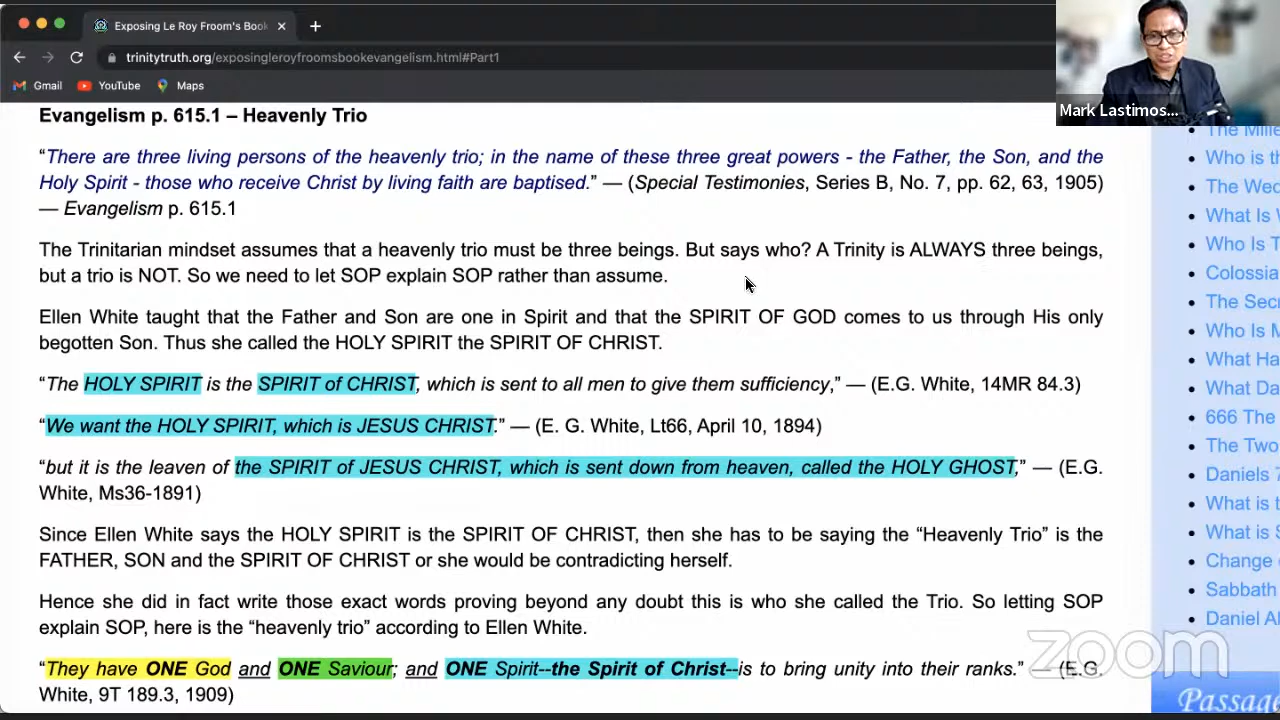 Exposing Le Roy Froom's Book
trinitytruth.org/exposingleroyfroomsbookevangelism.html#Part1
Gmail YouTube Maps
Mark Lastimos...
Evangelism p. 615.1 – Heavenly Trio
“There are three living persons of the heavenly trio; in the name of these three great powers - the Father, the Son, and the
Holy Spirit - those who receive Christ by living faith are baptised.” — (Special Testimonies, Series B, No. 7, pp. 62, 63, 1905)
— Evangelism p. 615.1
The Trinitarian mindset assumes that a heavenly trio must be three beings. But says who? A Trinity is ALWAYS three beings,
but a trio is NOT. So we need to let SOP explain SOP rather than assume.
Ellen White taught that the Father and Son are one in Spirit and that the SPIRIT OF GOD comes to us through His only
begotten Son. Thus she called the HOLY SPIRIT the SPIRIT OF CHRIST.
“The HOLY SPIRIT is the SPIRIT of CHRIST, which is sent to all men to give them sufficiency,” — (E.G. White, 14MR 84.3)
“We want the HOLY SPIRIT, which is JESUS CHRIST.” — (E. G. White, Lt66, April 10, 1894)
“but it is the leaven of the SPIRIT of JESUS CHRIST, which is sent down from heaven, called the HOLY GHOST,” — (E.G.
White, Ms36-1891)
Since Ellen White says the HOLY SPIRIT is the SPIRIT OF CHRIST, then she has to be saying the “Heavenly Trio” is the
FATHER, SON and the SPIRIT OF CHRIST or she would be contradicting herself.
Hence she did in fact write those exact words proving beyond any doubt this is who she called the Trio. So letting SOP
explain SOP, here is the “heavenly trio” according to Ellen White.
“They have ONE God and ONE Saviour; and ONE Spirit--the Spirit of Christ--is to bring unity into their ranks.” — (E.G.
White, 9T 189.3, 1909)
The Mille
Who is th
The Wed
What Is W
Who Is T
Colossia
The Secr
Who Is M
What Ha
What Da
666 The
The Two
Daniels 7
What is t
What is S
Change
Sabbath
Daniel Al
zoom
Passage